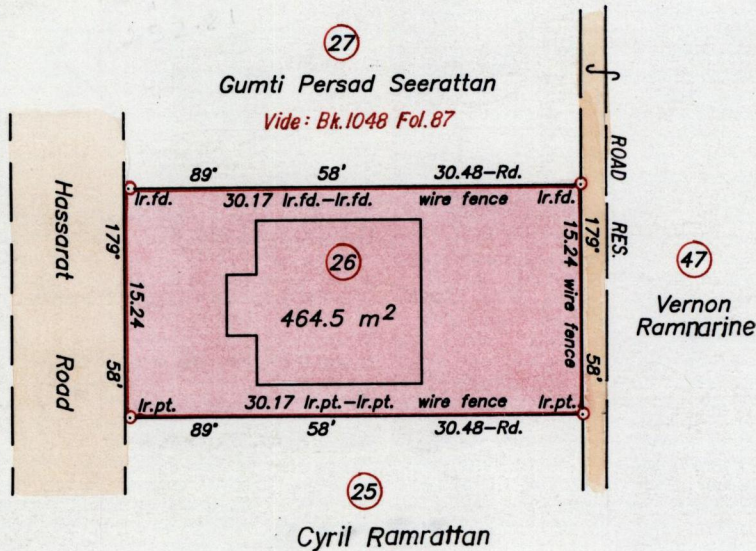 27
Gumti Persad Seerattan
Vide: Bk.1048 Fol.87
89° 58' 30.48-Rd.
Ir.fd. 30.17 Ir.fd.-Ir.fd. wire fence Ir.fd.
Hassarat Road
179° 15.24 58'
26
464.5 m²
179° 15.24 wire fence 58'
ROAD RES.
47
Vernon
Ramnarine
Ir.pt. 30.17 Ir.pt.-Ir.pt. wire fence Ir.pt.
89° 58' 30.48-Rd.
25
Cyril Ramrattan